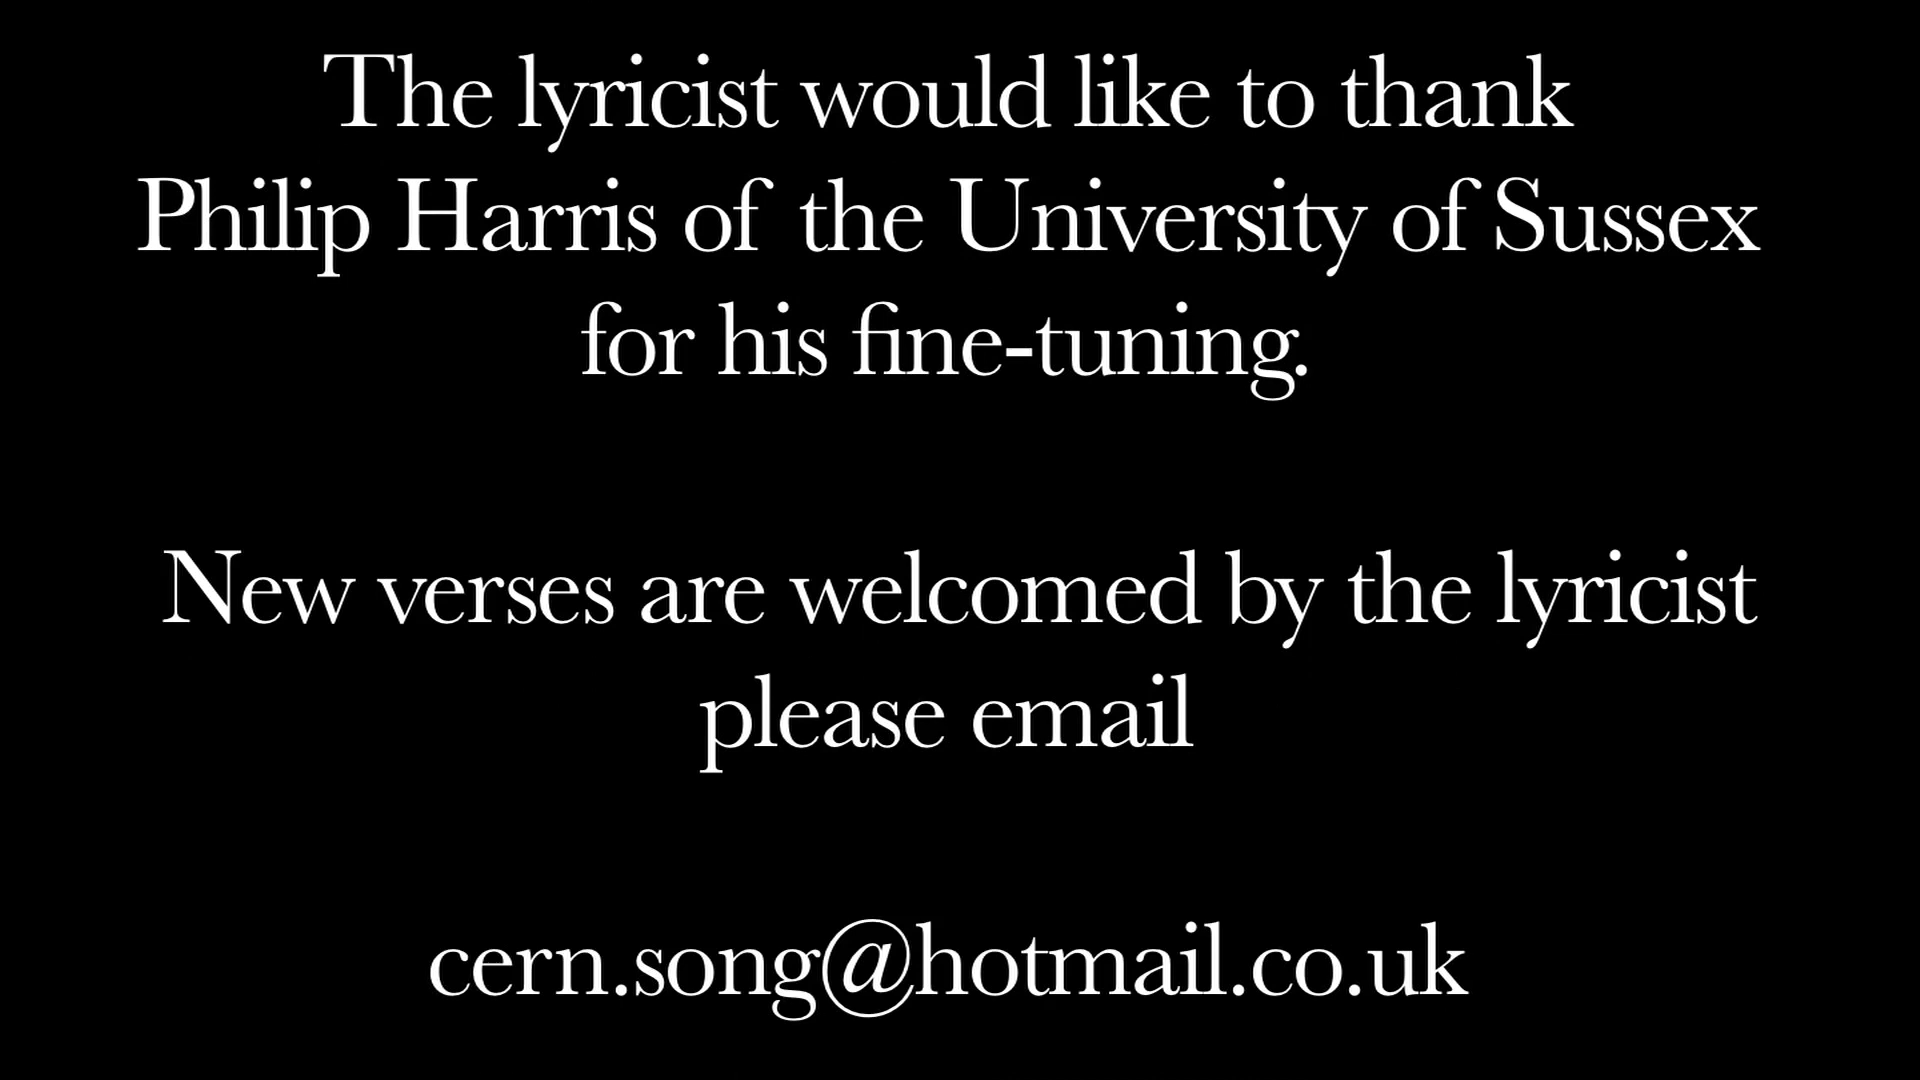 The lyricist would like to thank
Philip Harris of the University of Sussex
for his fine-tuning.
New verses are welcomed by the lyricist
please email
cern.song@hotmail.co.uk